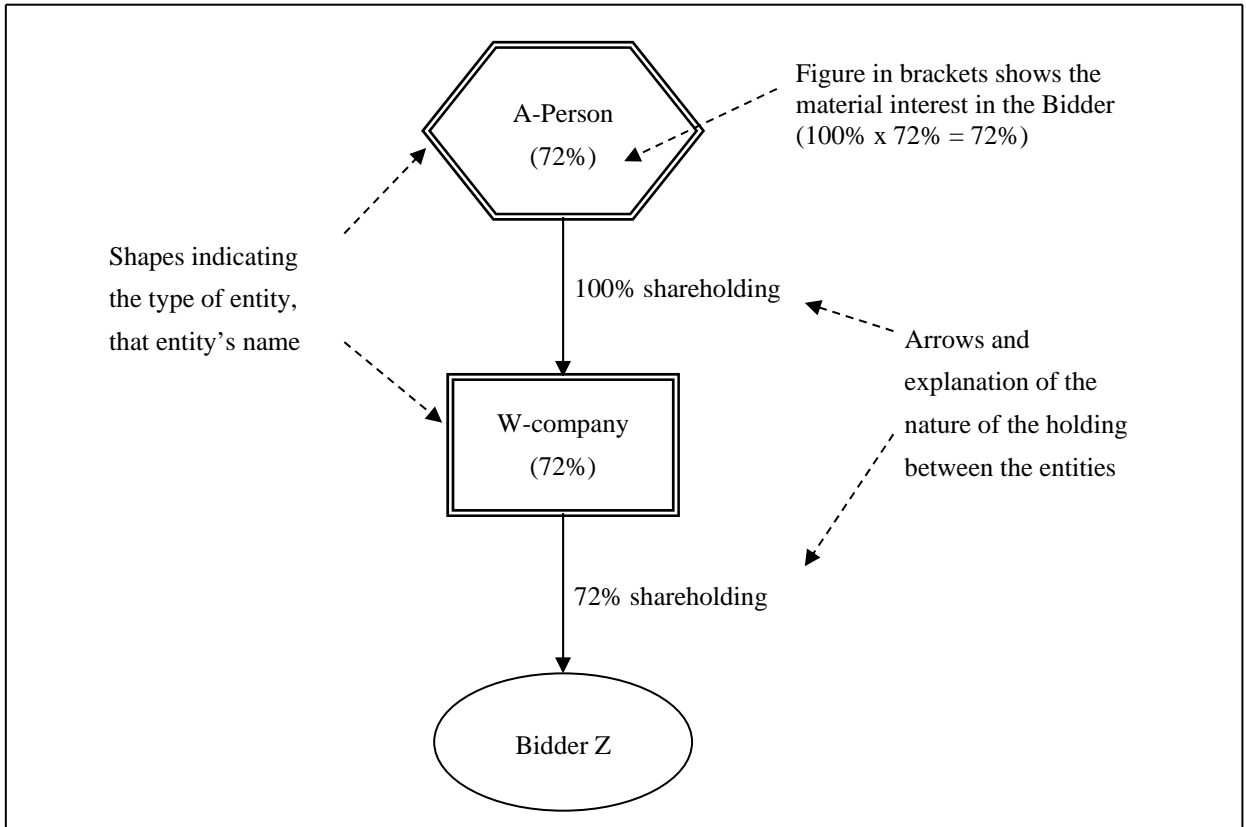 A-Person
(72%)
Figure in brackets shows the
material interest in the Bidder
(100% x 72% = 72%)
Shapes indicating
the type of entity,
that entity’s name
100% shareholding
Arrows and
explanation of the
nature of the holding
between the entities
W-company
(72%)
72% shareholding
Bidder Z